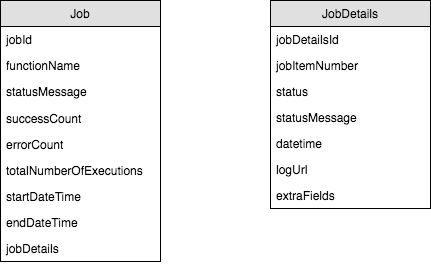 Job
jobId
functionName
statusMessage
successCount
errorCount
totalNumberOfExecutions
startDateTime
endDateTime
jobDetails
JobDetails
jobDetailsId
jobItemNumber
status
statusMessage
datetime
logUrl
extraFields